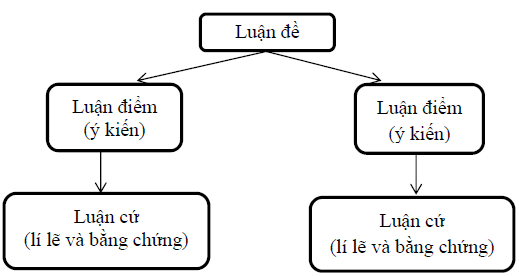 Luận đề
Luận điểm
(ý kiến)
Luận điểm
(ý kiến)
Luận cứ
(lí lẽ và bằng chứng)
Luận cứ
(lí lẽ và bằng chứng)